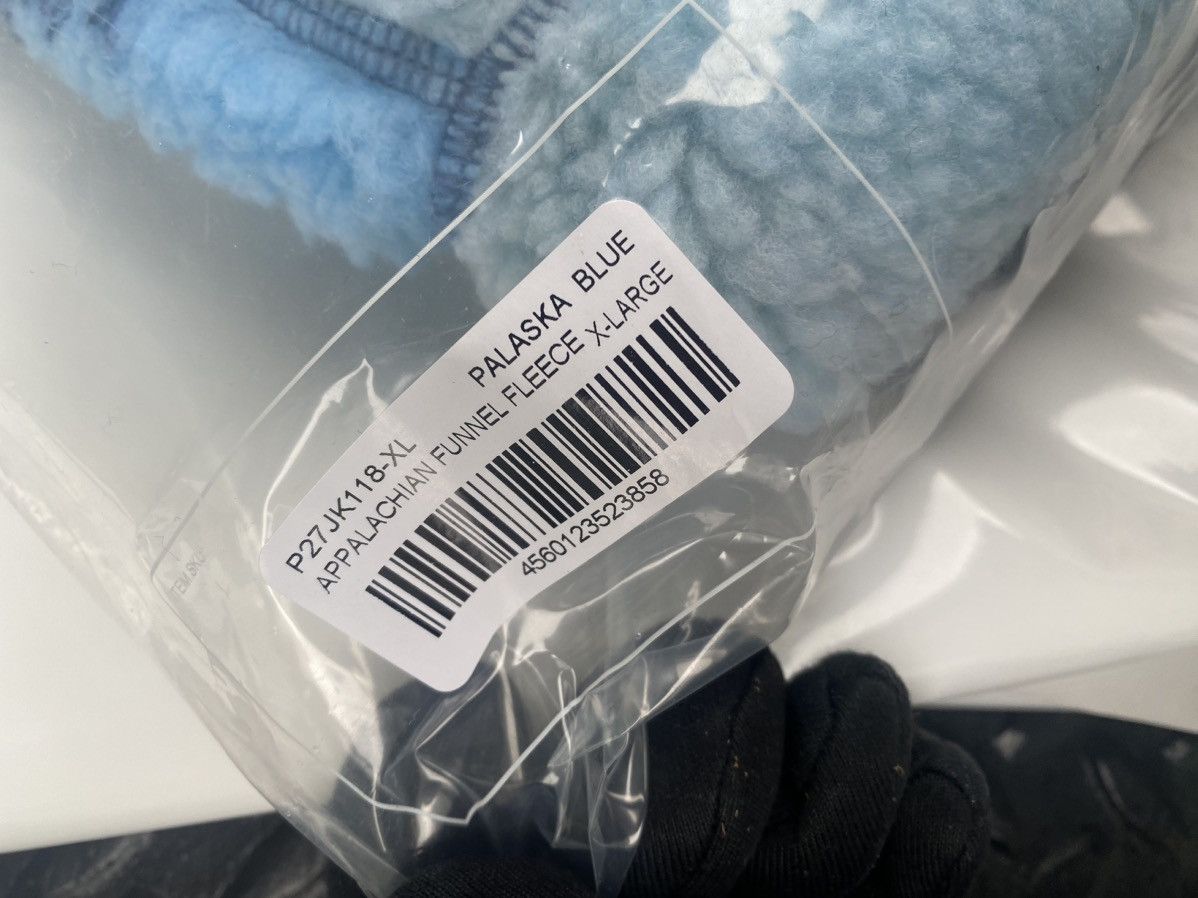 PALASKA BLUE
P27JK118-XL
APPALACHIAN FUNNEL FLEECE X-LARGE
4560123523858